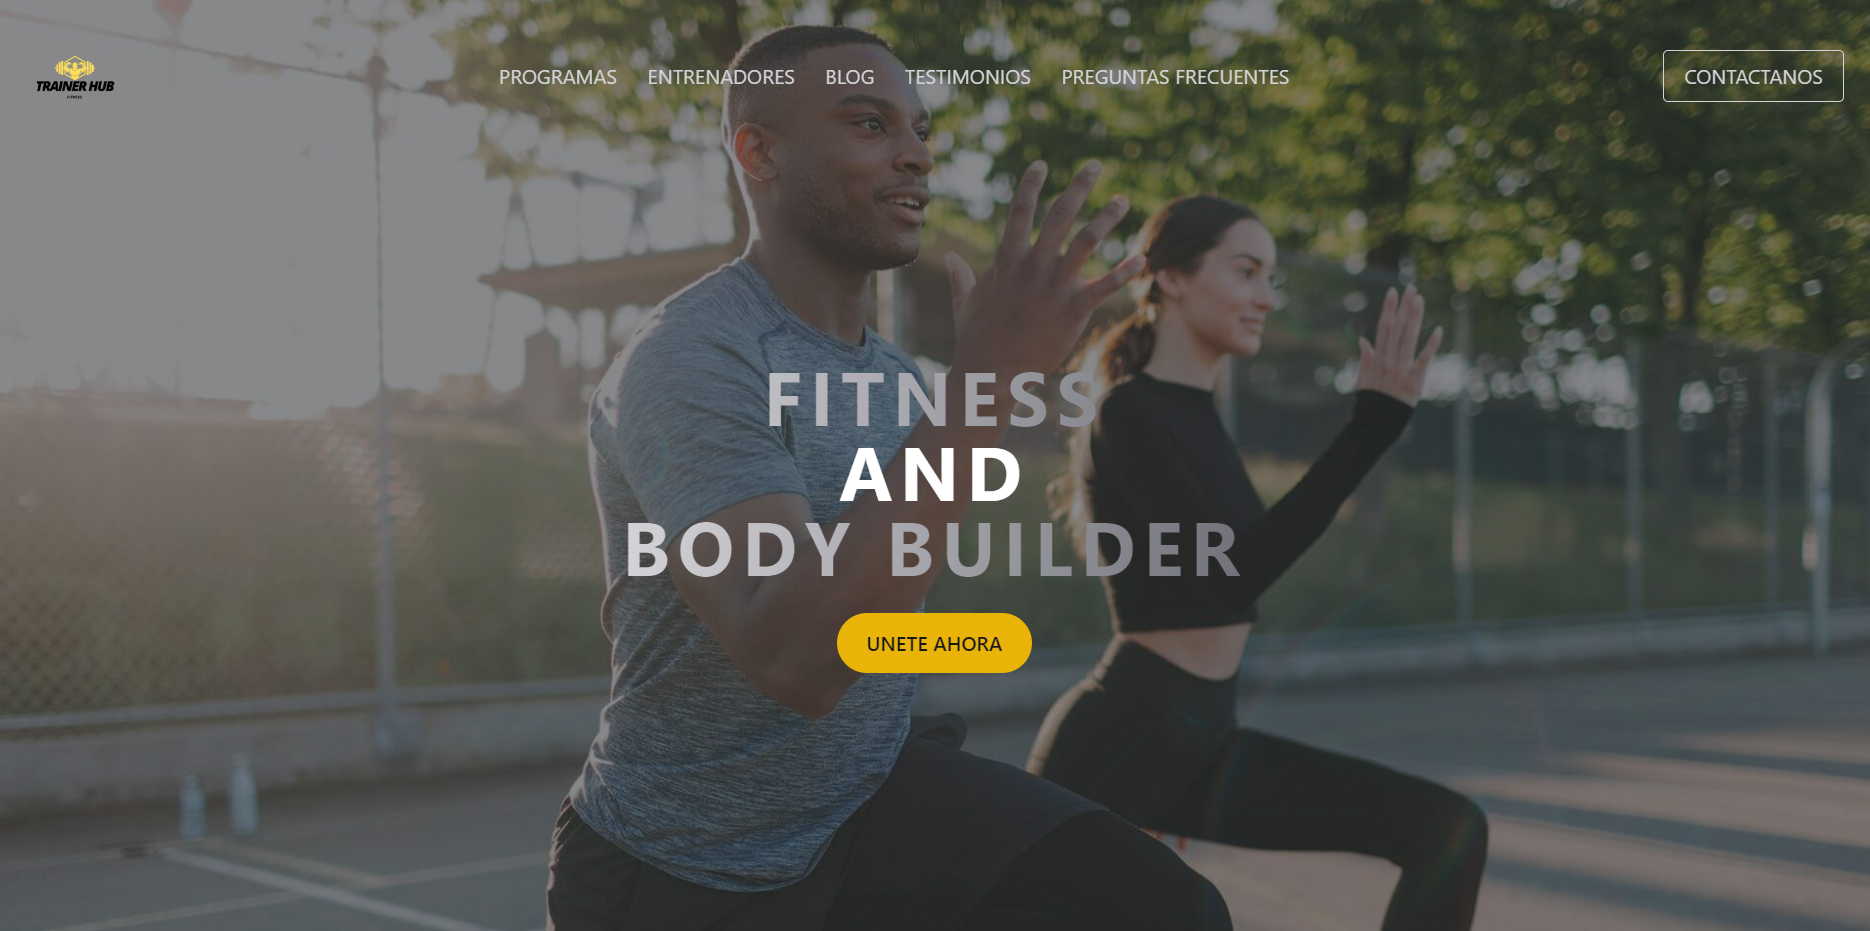 TRAINER HUB
FITNESS
PROGRAMAS ENTRENADORES BLOG TESTIMONIOS PREGUNTAS FRECUENTES
CONTACTANOS
FITNESS
AND
BODY BUILDER
UNETE AHORA